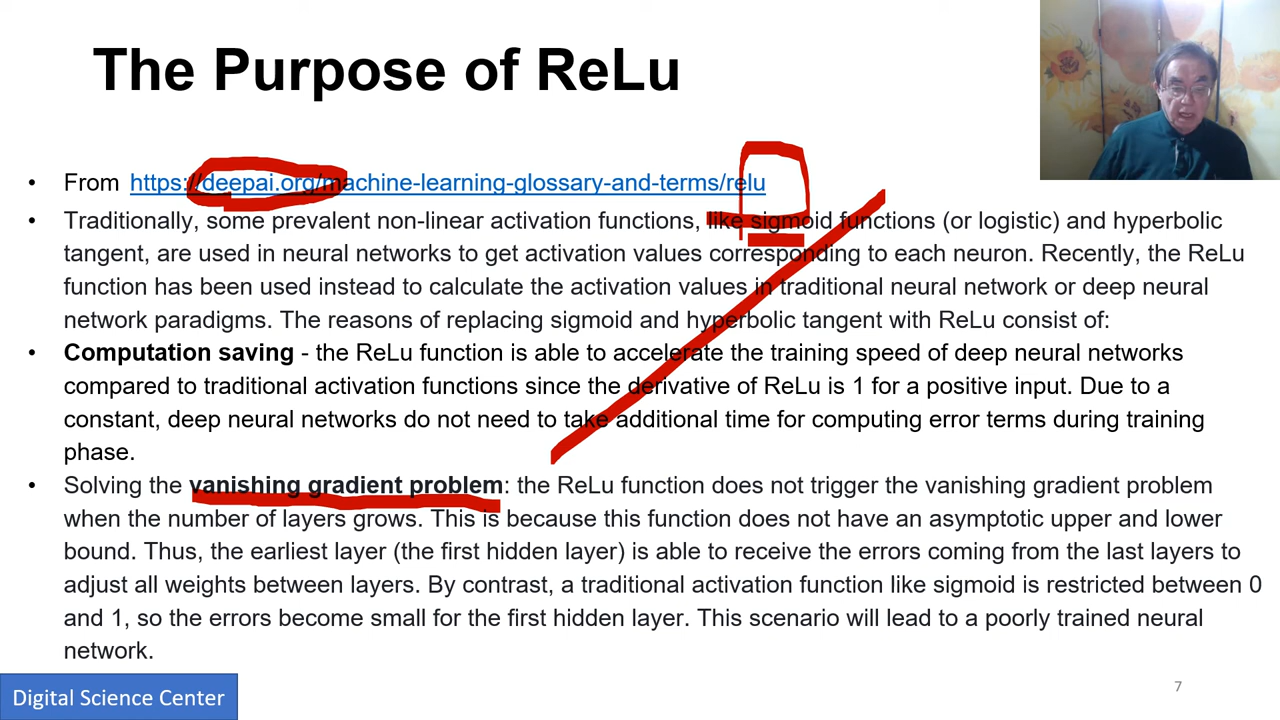 The Purpose of ReLu
• From https://deepai.org/machine-learning-glossary-and-terms/relu
• Traditionally, some prevalent non-linear activation functions, like sigmoid functions (or logistic) and hyperbolic
tangent, are used in neural networks to get activation values corresponding to each neuron. Recently, the ReLu
function has been used instead to calculate the activation values in traditional neural network or deep neural
network paradigms. The reasons of replacing sigmoid and hyperbolic tangent with ReLu consist of:
• Computation saving - the ReLu function is able to accelerate the training speed of deep neural networks
compared to traditional activation functions since the derivative of ReLu is 1 for a positive input. Due to a
constant, deep neural networks do not need to take additional time for computing error terms during training
phase.
• Solving the vanishing gradient problem: the ReLu function does not trigger the vanishing gradient problem
when the number of layers grows. This is because this function does not have an asymptotic upper and lower
bound. Thus, the earliest layer (the first hidden layer) is able to receive the errors coming from the last layers to
adjust all weights between layers. By contrast, a traditional activation function like sigmoid is restricted between 0
and 1, so the errors become small for the first hidden layer. This scenario will lead to a poorly trained neural
network.
Digital Science Center
7